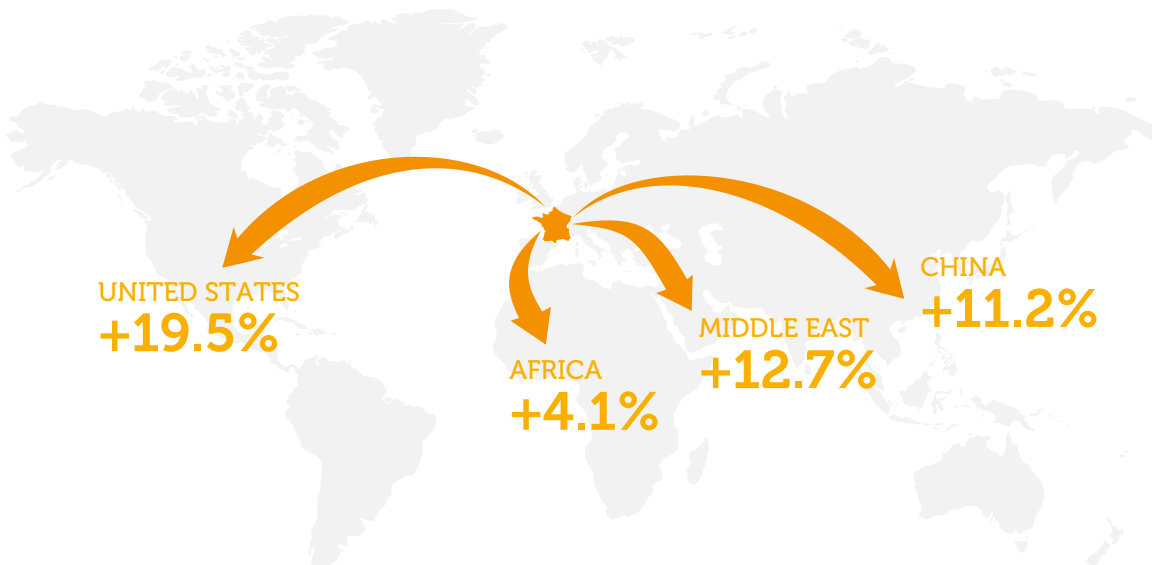 UNITED STATES
+19.5%
AFRICA
+4.1%
MIDDLE EAST
+12.7%
CHINA
+11.2%